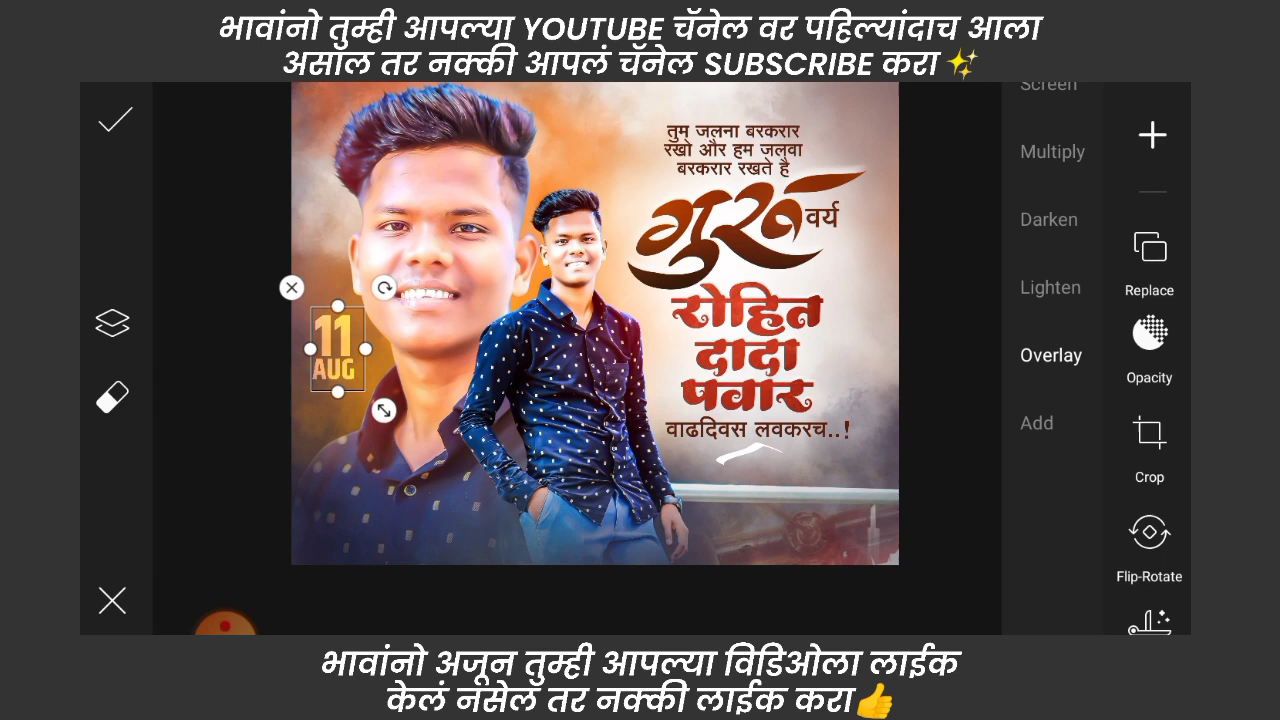 भावांनो तुम्ही आपल्या YOUTUBE चॅनेल वर पहिल्यांदाच आला
असाल तर नक्की आपलं चॅनेल SUBSCRIBE करा ✨
Screen
Multiply
Darken
Lighten
Overlay
Add
Replace
Opacity
Crop
Flip-Rotate
तुम जलना बरकरार
रखो और हम जलवा
बरकरार रखते है
गुरु वर्य
रोहित
दादा
पवार
वाढदिवस लवकरच..!
11
AUG
भावांनो अजून तुम्ही आपल्या विडिओला लाईक
केलं नसेल तर नक्की लाईक करा👍